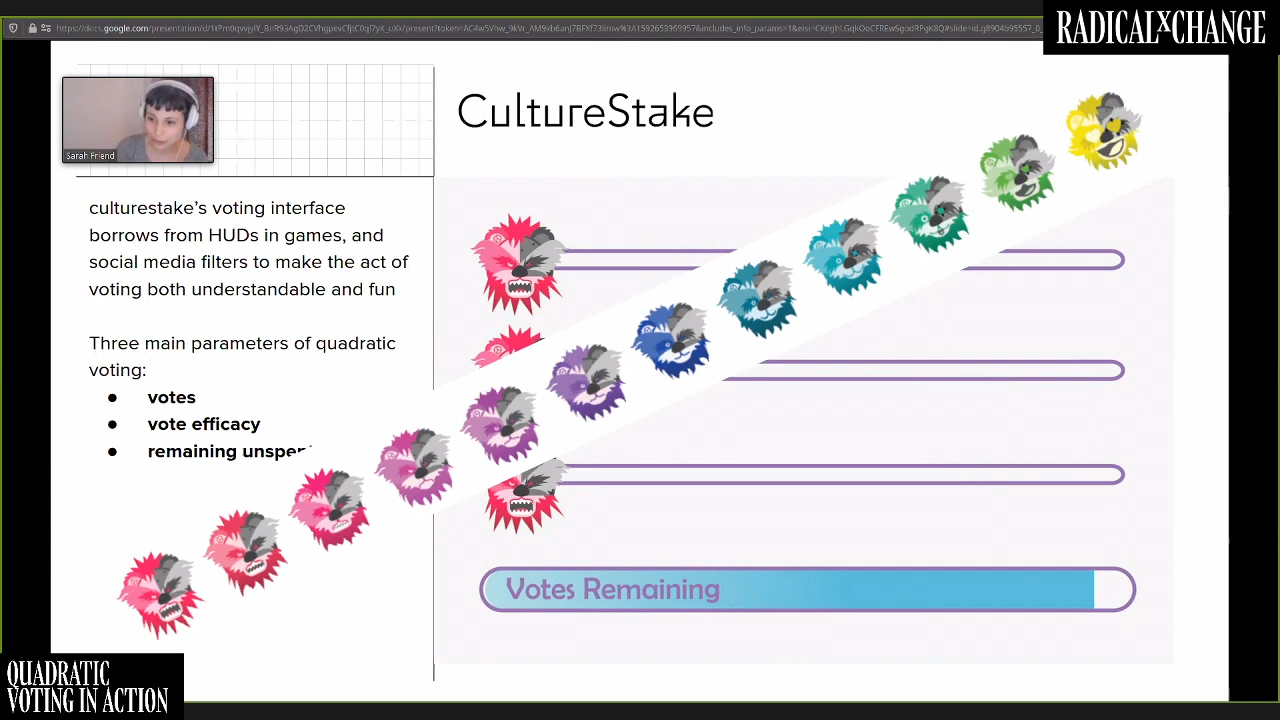 RADICALXCHANGE
Sarah Friend
CultureStake
culturestake's voting interface
borrows from HUDs in games, and
social media filters to make the act of
voting both understandable and fun
Three main parameters of quadratic
voting:
● votes
● vote efficacy
● remaining
Votes Remaining
QUADRATIC
VOTING IN ACTION